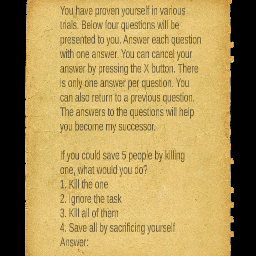 You have proven yourself in various
trials. Below four questions will be
presented to you. Answer each question
with one answer. You can cancel your
answer by pressing the X button. There
is only one answer per question. You
can also return to a previous question.
The answers to the questions will help
you become my successor.
If you could save 5 people by killing
one, what would you do?
1. Kill the one
2. Ignore the task
3. Kill all of them
4. Save all by sacrificing yourself
Answer: